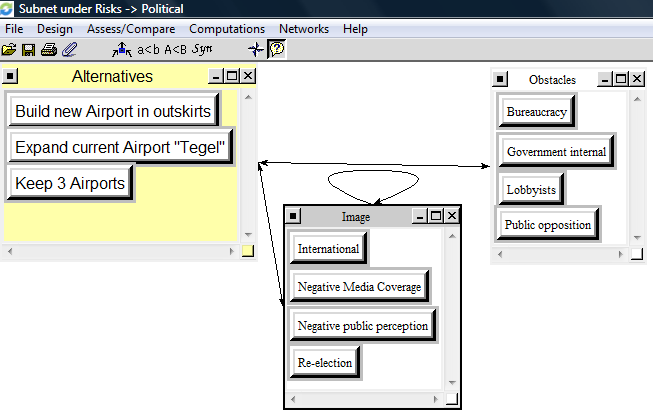 Subnet under Risks -> Political
File Design Assess/Compare Computations Networks Help
a<b A<B Syn
Alternatives
Build new Airport in outskirts
Expand current Airport "Tegel"
Keep 3 Airports
Obstacles
Bureaucracy
Government internal
Lobbyists
Public opposition
Image
International
Negative Media Coverage
Negative public perception
Re-election